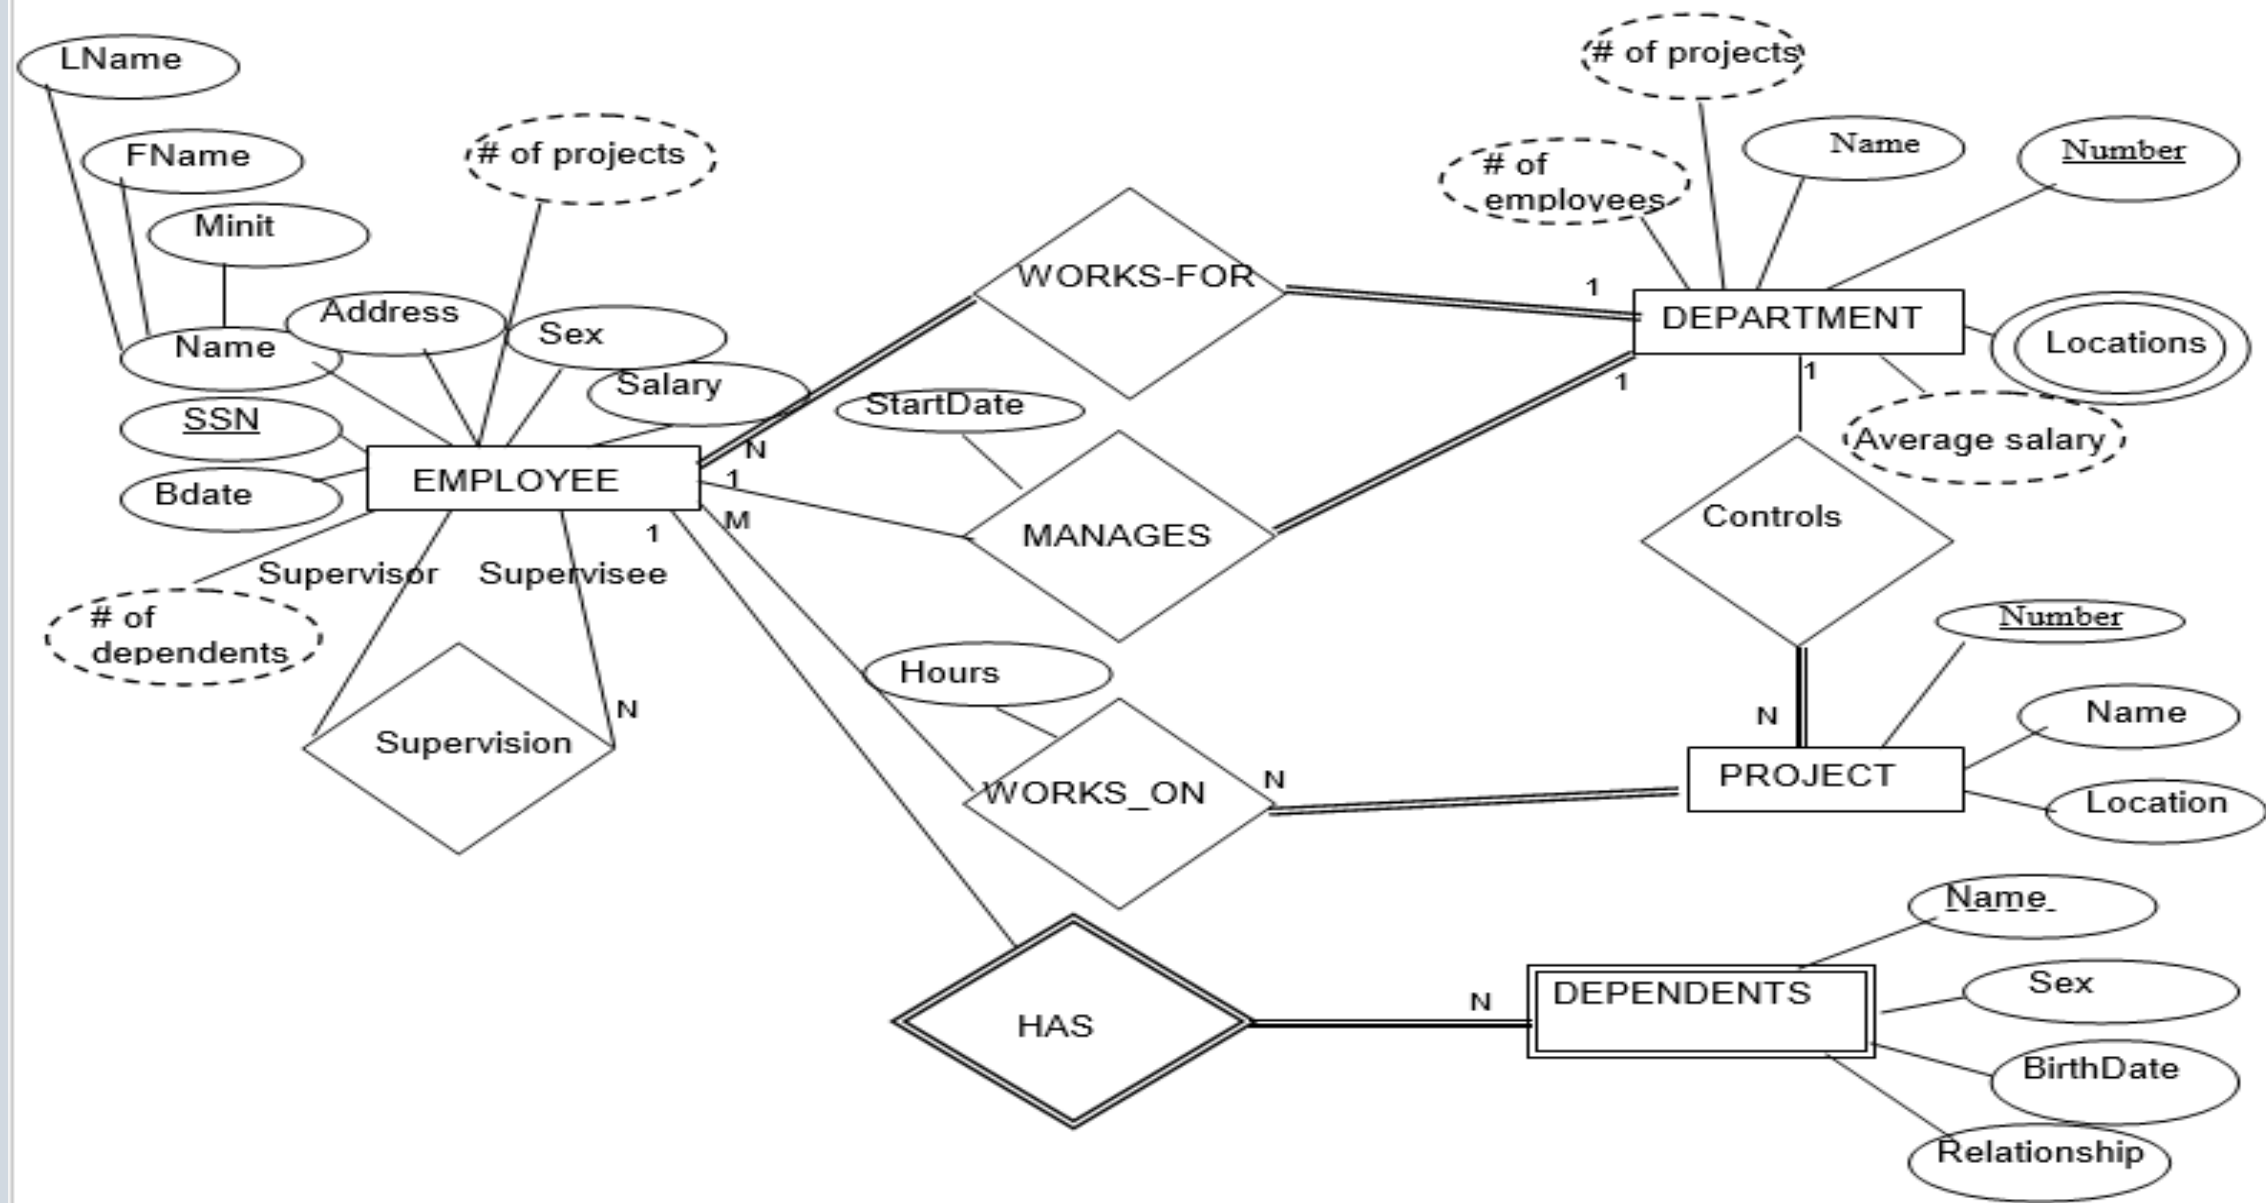 LName
# of projects
FName
# of projects
Name
Number
# of
employees
Minit
WORKS-FOR
1
DEPARTMENT
Locations
Address
Sex
Name
Salary
StartDate
1
1
SSN
Average salary
N
EMPLOYEE
1
Bdate
M
MANAGES
Controls
1
Supervisor
Supervisee
# of
dependents
Hours
Number
N
N
Name
Supervision
WORKS_ON
N
PROJECT
Location
Name
DEPENDENTS
Sex
N
HAS
BirthDate
Relationship